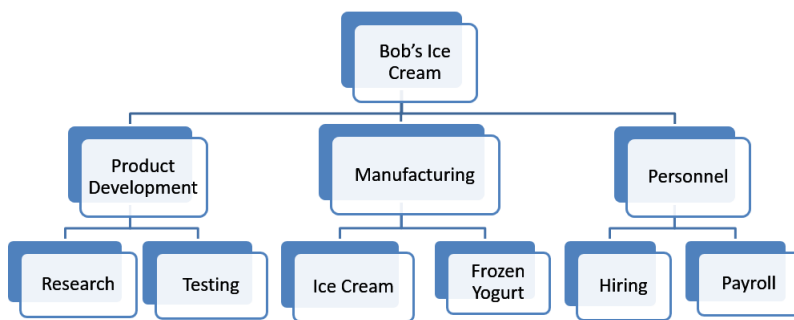 Bob's Ice
Cream
Product
Development
Manufacturing
Personnel
Research
Testing
Ice Cream
Frozen
Yogurt
Hiring
Payroll